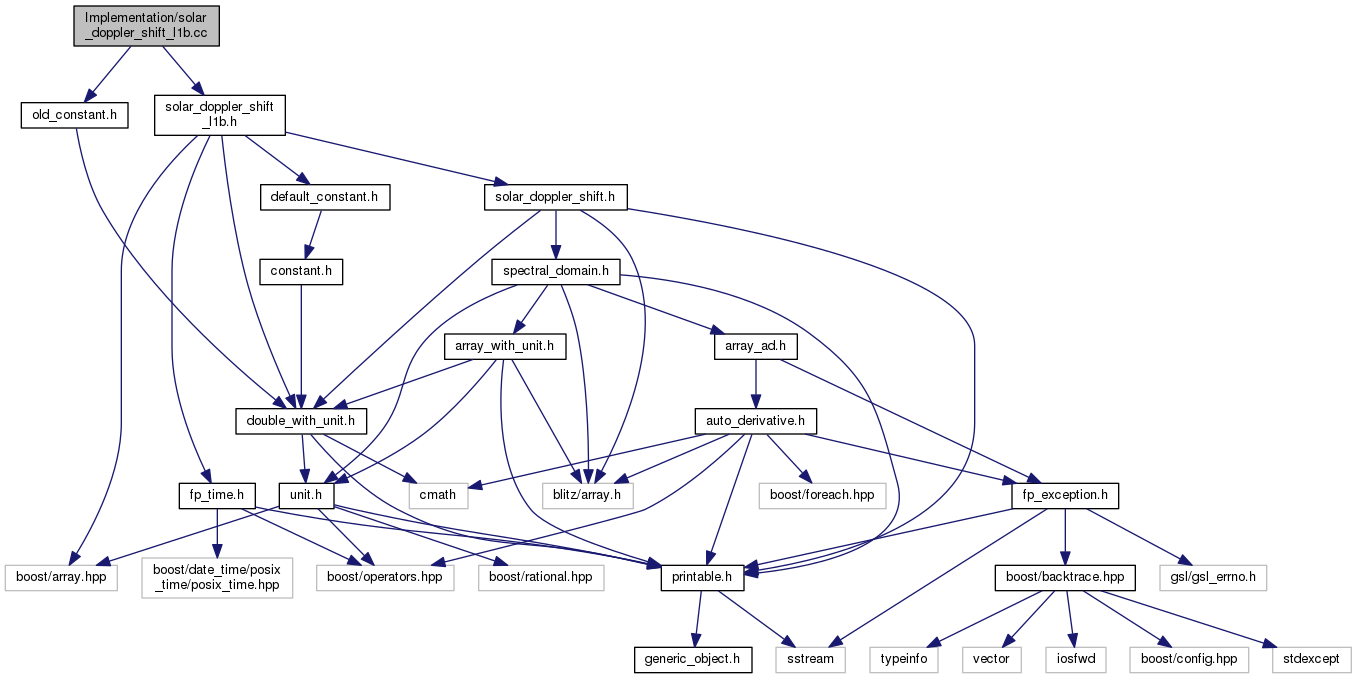 Implementation/solar
_doppler_shift_l1b.cc
old_constant.h
solar_doppler_shift
_l1b.h
default_constant.h
solar_doppler_shift.h
constant.h
spectral_domain.h
array_with_unit.h
array_ad.h
double_with_unit.h
auto_derivative.h
fp_time.h
unit.h
cmath
blitz/array.h
boost/foreach.hpp
fp_exception.h
boost/array.hpp
boost/date_time/posix
_time/posix_time.hpp
boost/operators.hpp
boost/rational.hpp
printable.h
boost/backtrace.hpp
gsl/gsl_errno.h
generic_object.h
sstream
typeinfo
vector
iosfwd
boost/config.hpp
stdexcept